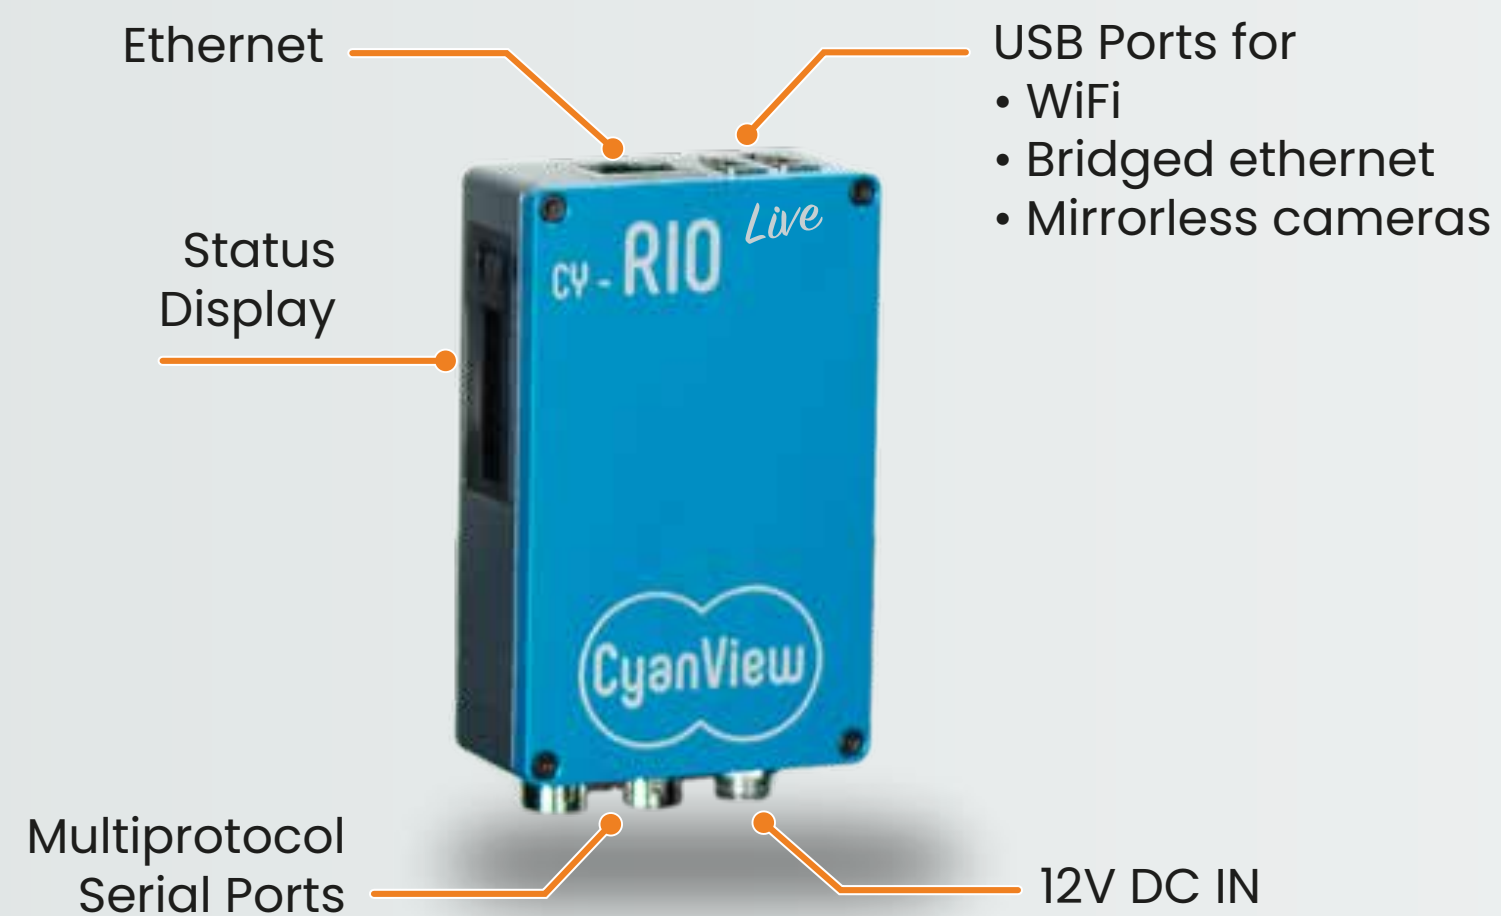 Ethernet
USB Ports for
• WiFi
• Bridged ethernet
• Mirrorless cameras
Status
Display
CY - RIO Live
CyanView
Multiprotocol
Serial Ports
12V DC IN